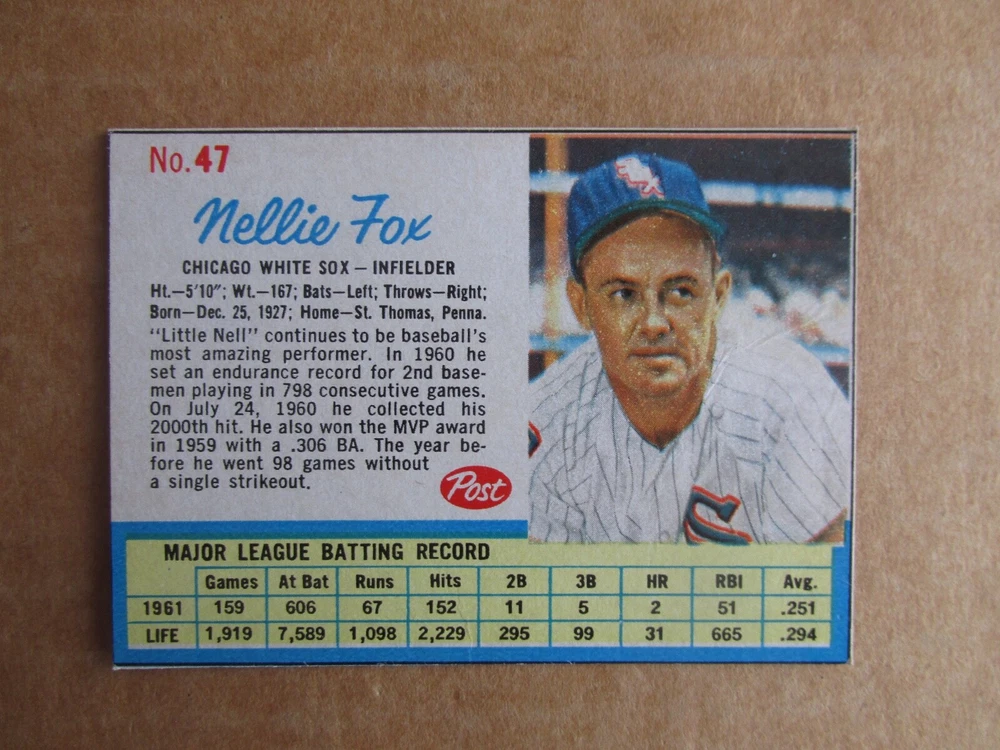 No. 47
Nellie Fox
CHICAGO WHITE SOX — INFIELDER
Ht.—5'10"; Wt.—167; Bats—Left; Throws—Right;
Born—Dec. 25, 1927; Home—St. Thomas, Penna.
"Little Nell" continues to be baseball's
most amazing performer. In 1960 he
set an endurance record for 2nd base-
men playing in 798 consecutive games.
On July 24, 1960 he collected his
2000th hit. He also won the MVP award
in 1959 with a .306 BA. The year be-
fore he went 98 games without
a single strikeout.
Post
MAJOR LEAGUE BATTING RECORD
Games At Bat Runs Hits 2B 3B HR RBI Avg.
1961 159 606 67 152 11 5 2 51 .251
LIFE 1,919 7,589 1,098 2,229 295 99 31 665 .294